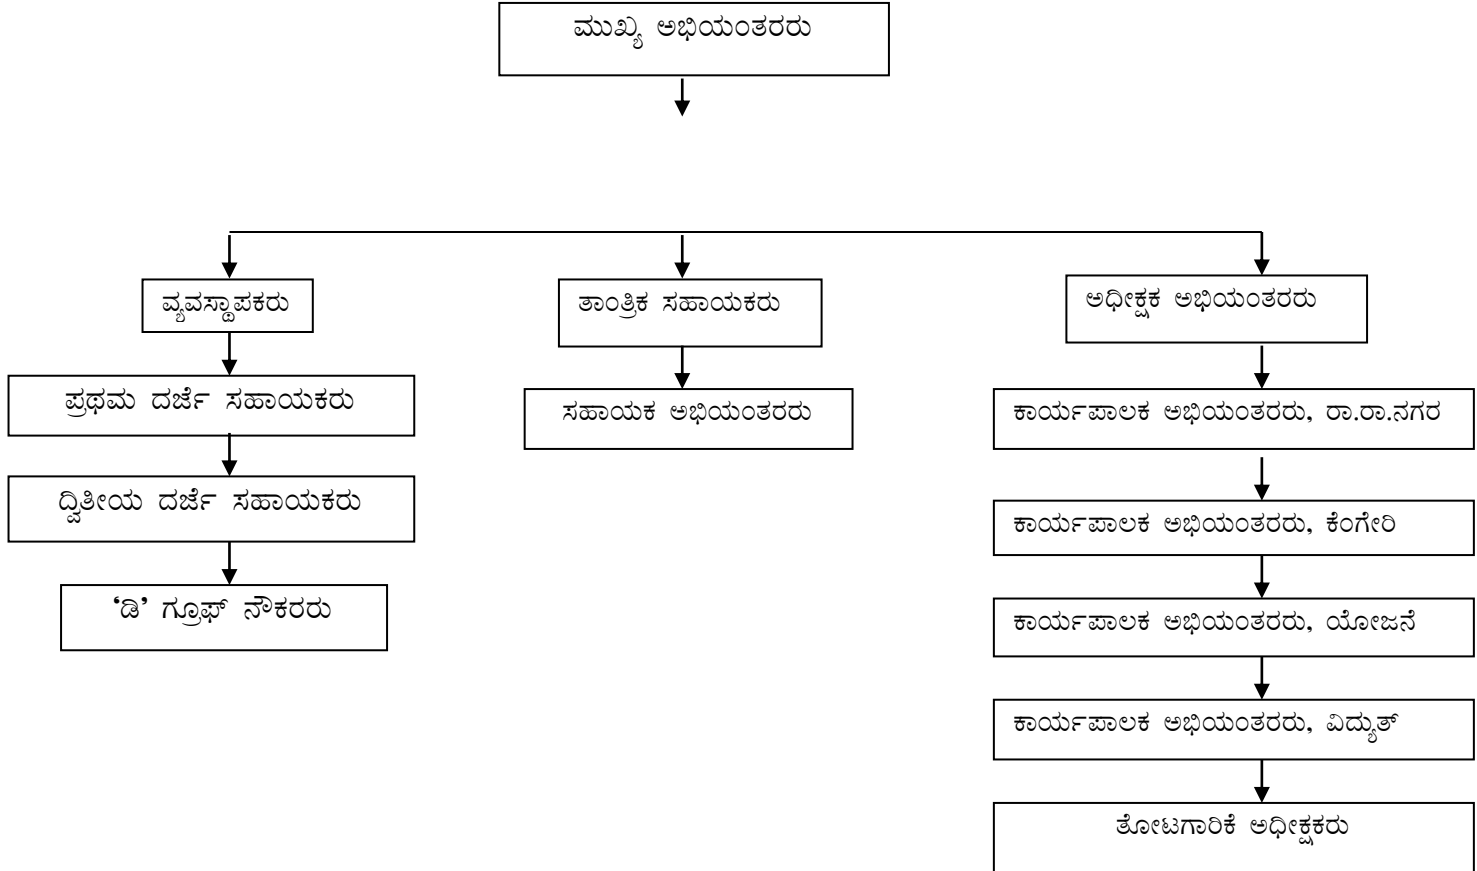 ಮುಖ್ಯ ಅಭಿಯಂತರರು
ವ್ಯವಸ್ಥಾಪಕರು
ತಾಂತ್ರಿಕ ಸಹಾಯಕರು
ಅಧೀಕ್ಷಕ ಅಭಿಯಂತರರು
ಪ್ರಥಮ ದರ್ಜೆ ಸಹಾಯಕರು
ಸಹಾಯಕ ಅಭಿಯಂತರರು
ಕಾರ್ಯಪಾಲಕ ಅಭಿಯಂತರರು, ರಾ.ರಾ.ನಗರ
ದ್ವಿತೀಯ ದರ್ಜೆ ಸಹಾಯಕರು
ಕಾರ್ಯಪಾಲಕ ಅಭಿಯಂತರರು, ಕೆಂಗೇರಿ
‘ಡಿ’ ಗ್ರೂಫ್ ನೌಕರರು
ಕಾರ್ಯಪಾಲಕ ಅಭಿಯಂತರರು, ಯೋಜನೆ
ಕಾರ್ಯಪಾಲಕ ಅಭಿಯಂತರರು, ವಿದ್ಯುತ್
ತೋಟಗಾರಿಕೆ ಅಧೀಕ್ಷಕರು